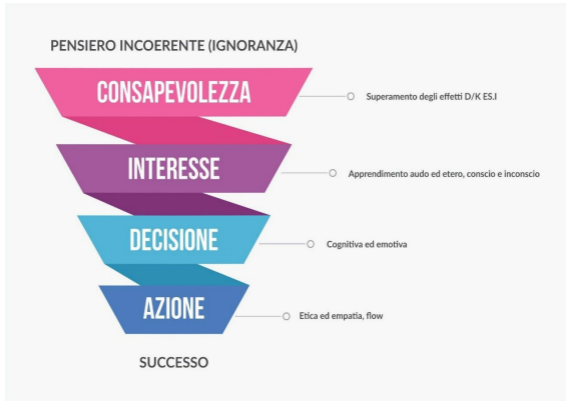 PENSIERO INCOERENTE (IGNORANZA)
CONSAPEVOLEZZA
Superamento degli effetti D/K ES.I
INTERESSE
Apprendimento audo ed etero, conscio e inconscio
DECISIONE
Cognitiva ed emotiva
AZIONE
Etica ed empatia, flow
SUCCESSO